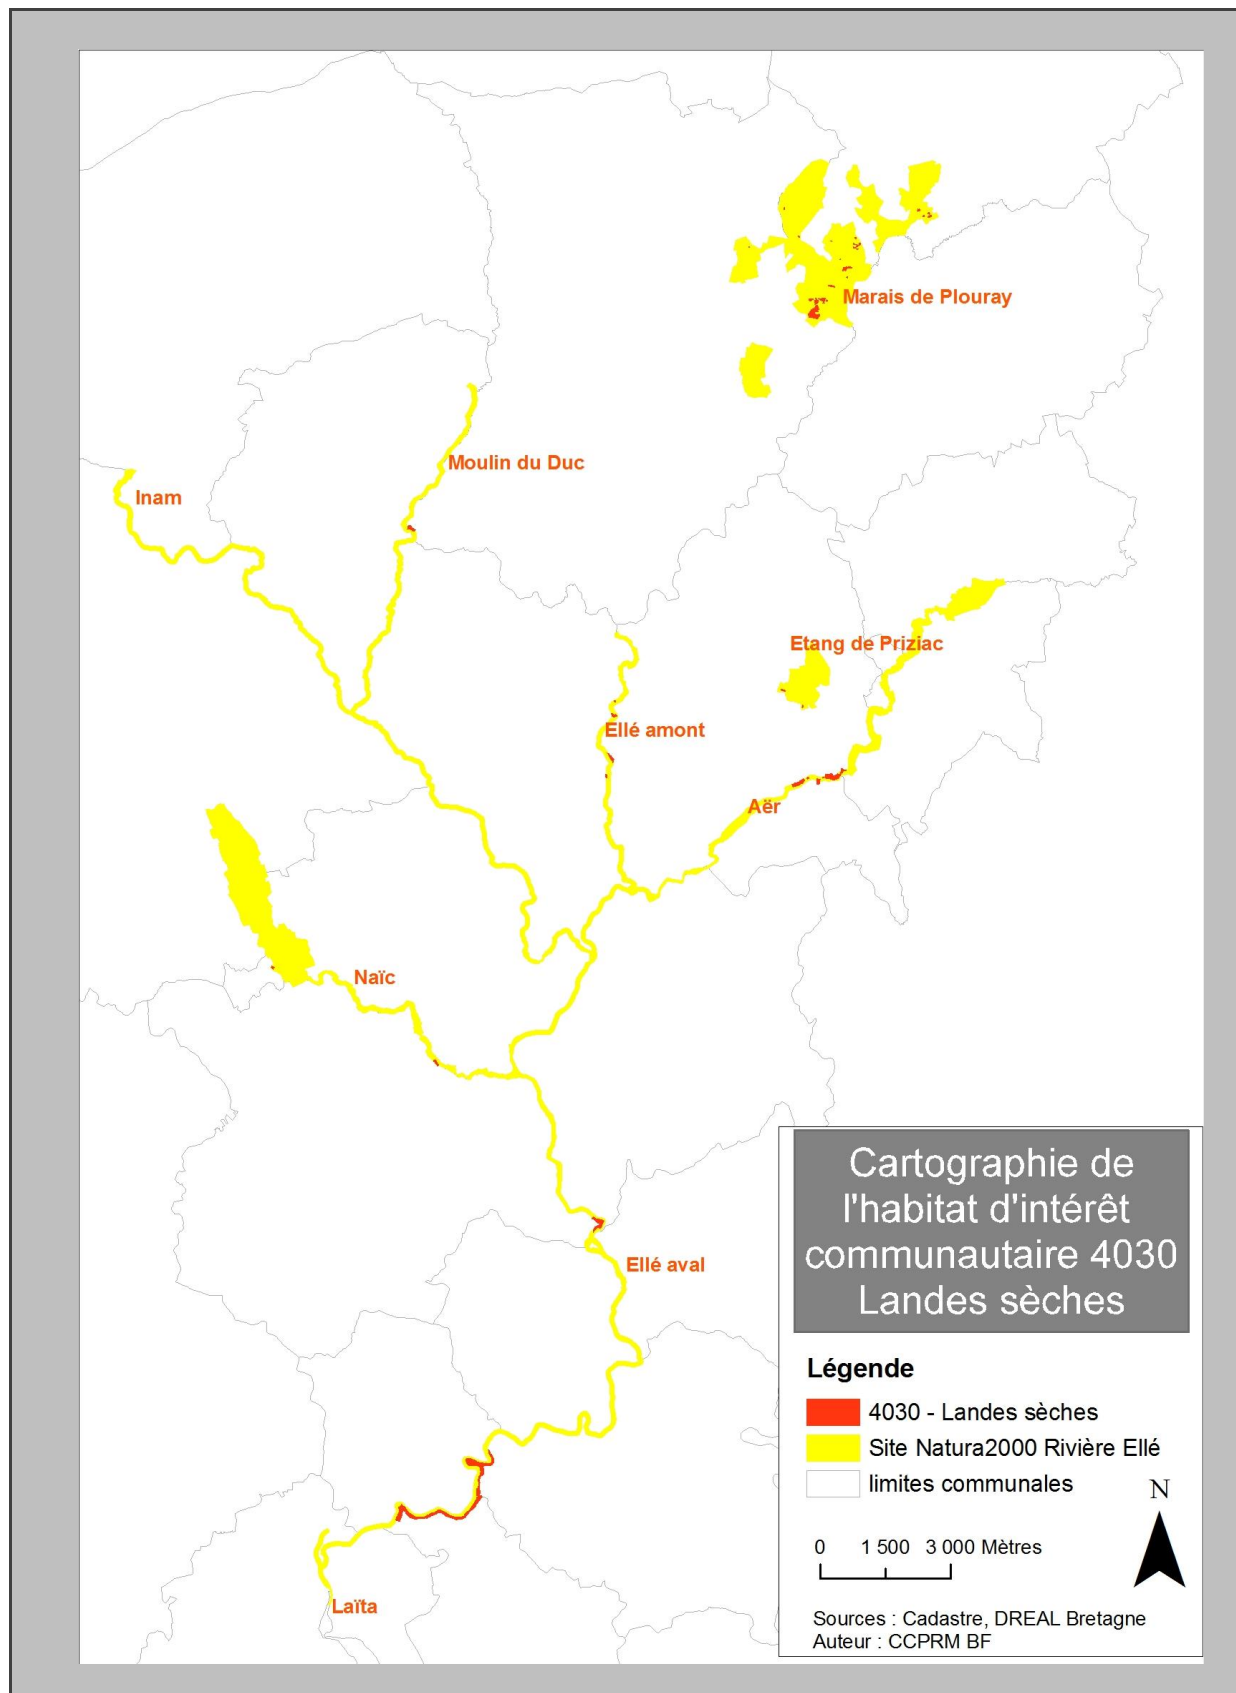 Marais de Plouray
Moulin du Duc
Inam
Etang de Priziac
Ellé amont
Aër
Naïc
Ellé aval
Laïta
Cartographie de
l'habitat d'intérêt
communautaire 4030
Landes sèches
Légende
4030 - Landes sèches
Site Natura2000 Rivière Ellé
limites communales
N
0 1 500 3 000 Mètres
Sources : Cadastre, DREAL Bretagne
Auteur : CCPRM BF